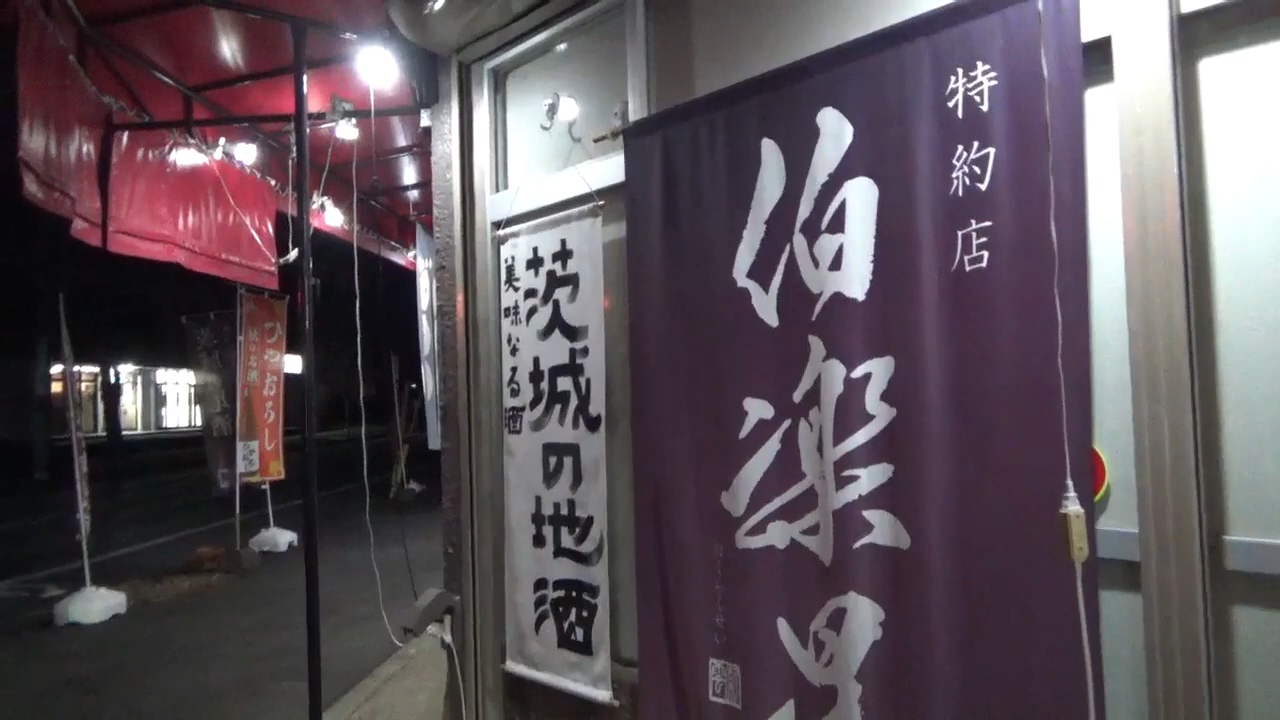 特約店
伯楽星
茨城の地酒
美味なる酒
ひやおろし